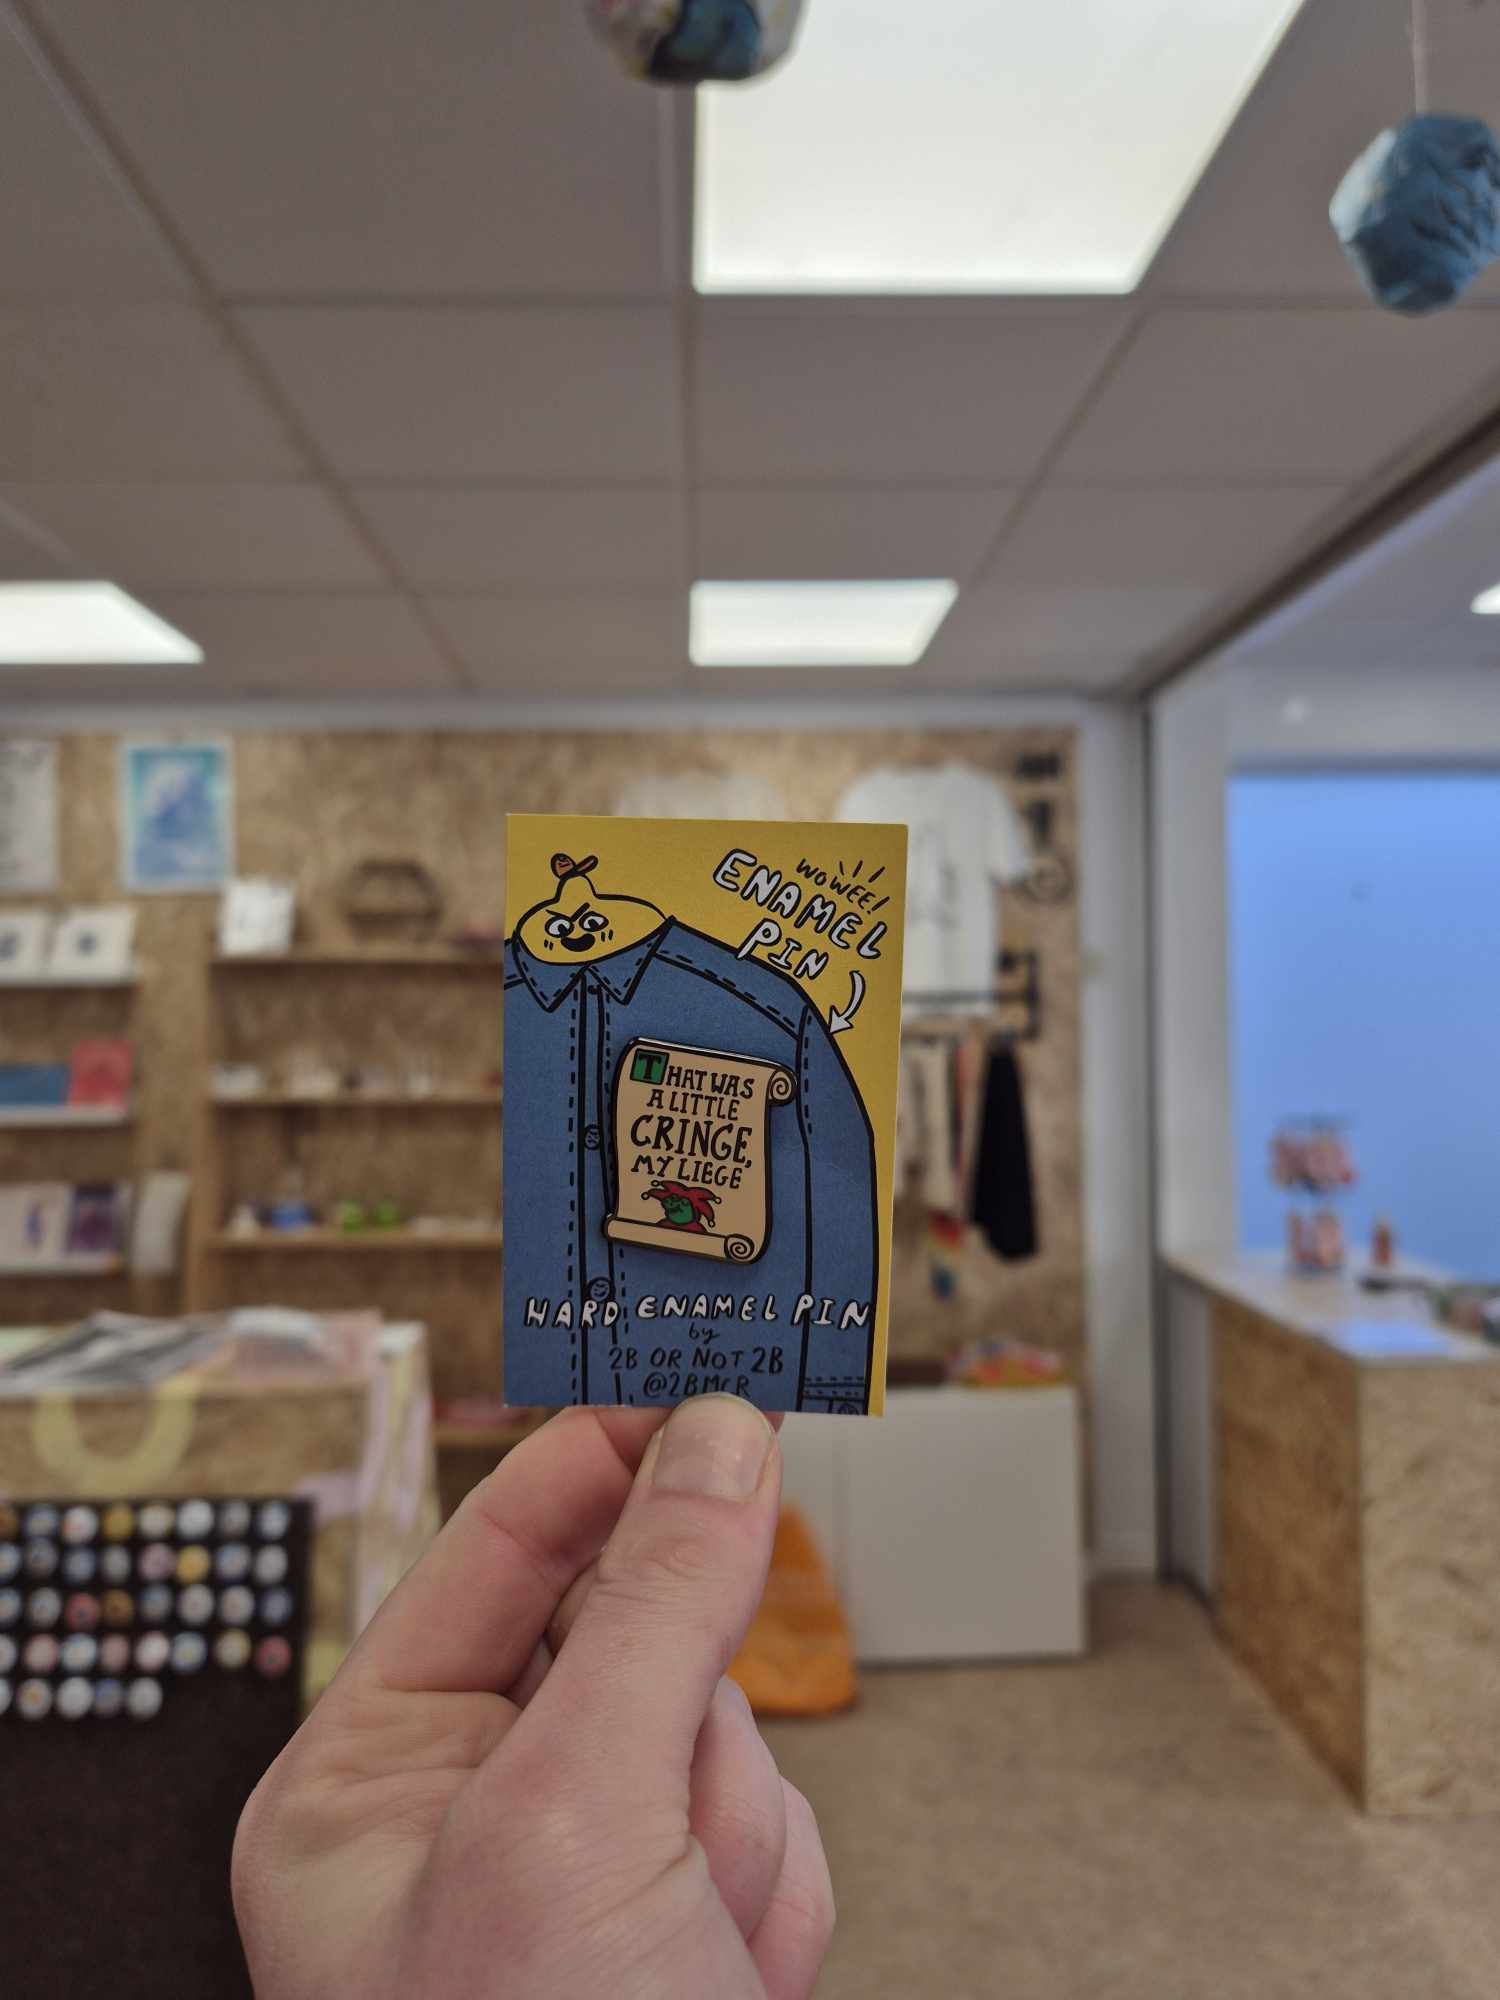 WOWEE!
ENAMEL
PIN
THAT WAS
A LITTLE
CRINGE,
MY LIEGE
HARD ENAMEL PIN
by
2B OR NOT 2B
@2BMCR